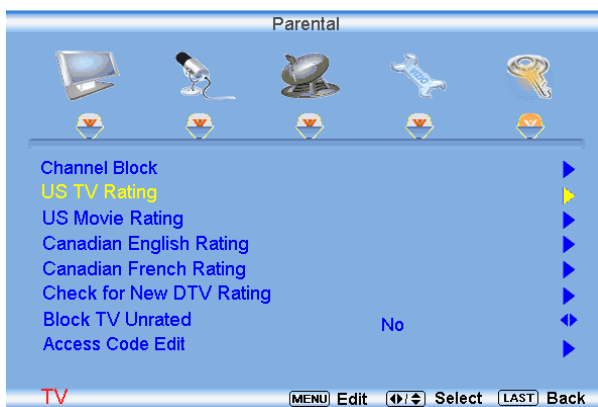 Parental
Channel Block
US TV Rating
US Movie Rating
Canadian English Rating
Canadian French Rating
Check for New DTV Rating
Block TV Unrated No
Access Code Edit
TV MENU Edit Select LAST Back